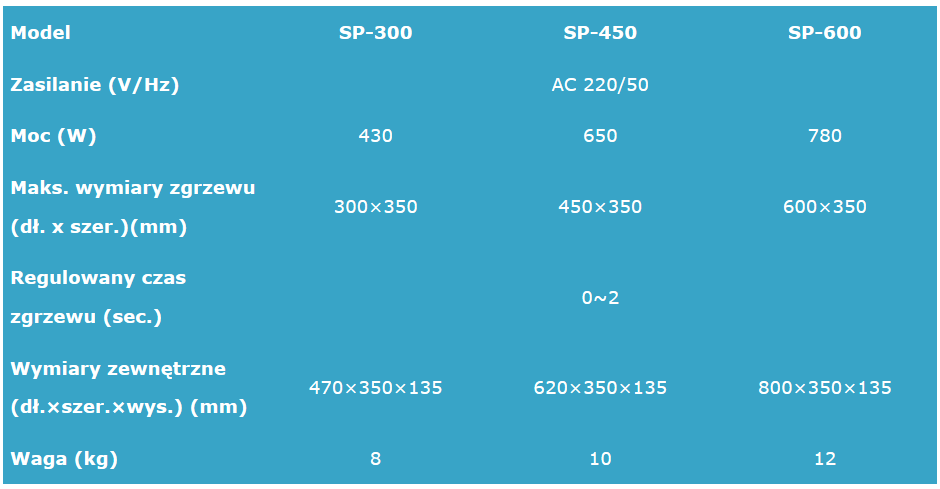 Model SP-300 SP-450 SP-600
Zasilanie (V/Hz) AC 220/50
Moc (W) 430 650 780
Maks. wymiary zgrzewu
(dł. x szer.)(mm) 300×350 450×350 600×350
Regulowany czas
zgrzewu (sec.) 0~2
Wymiary zewnętrzne
(dł.×szer.×wys.) (mm) 470×350×135 620×350×135 800×350×135
Waga (kg) 8 10 12